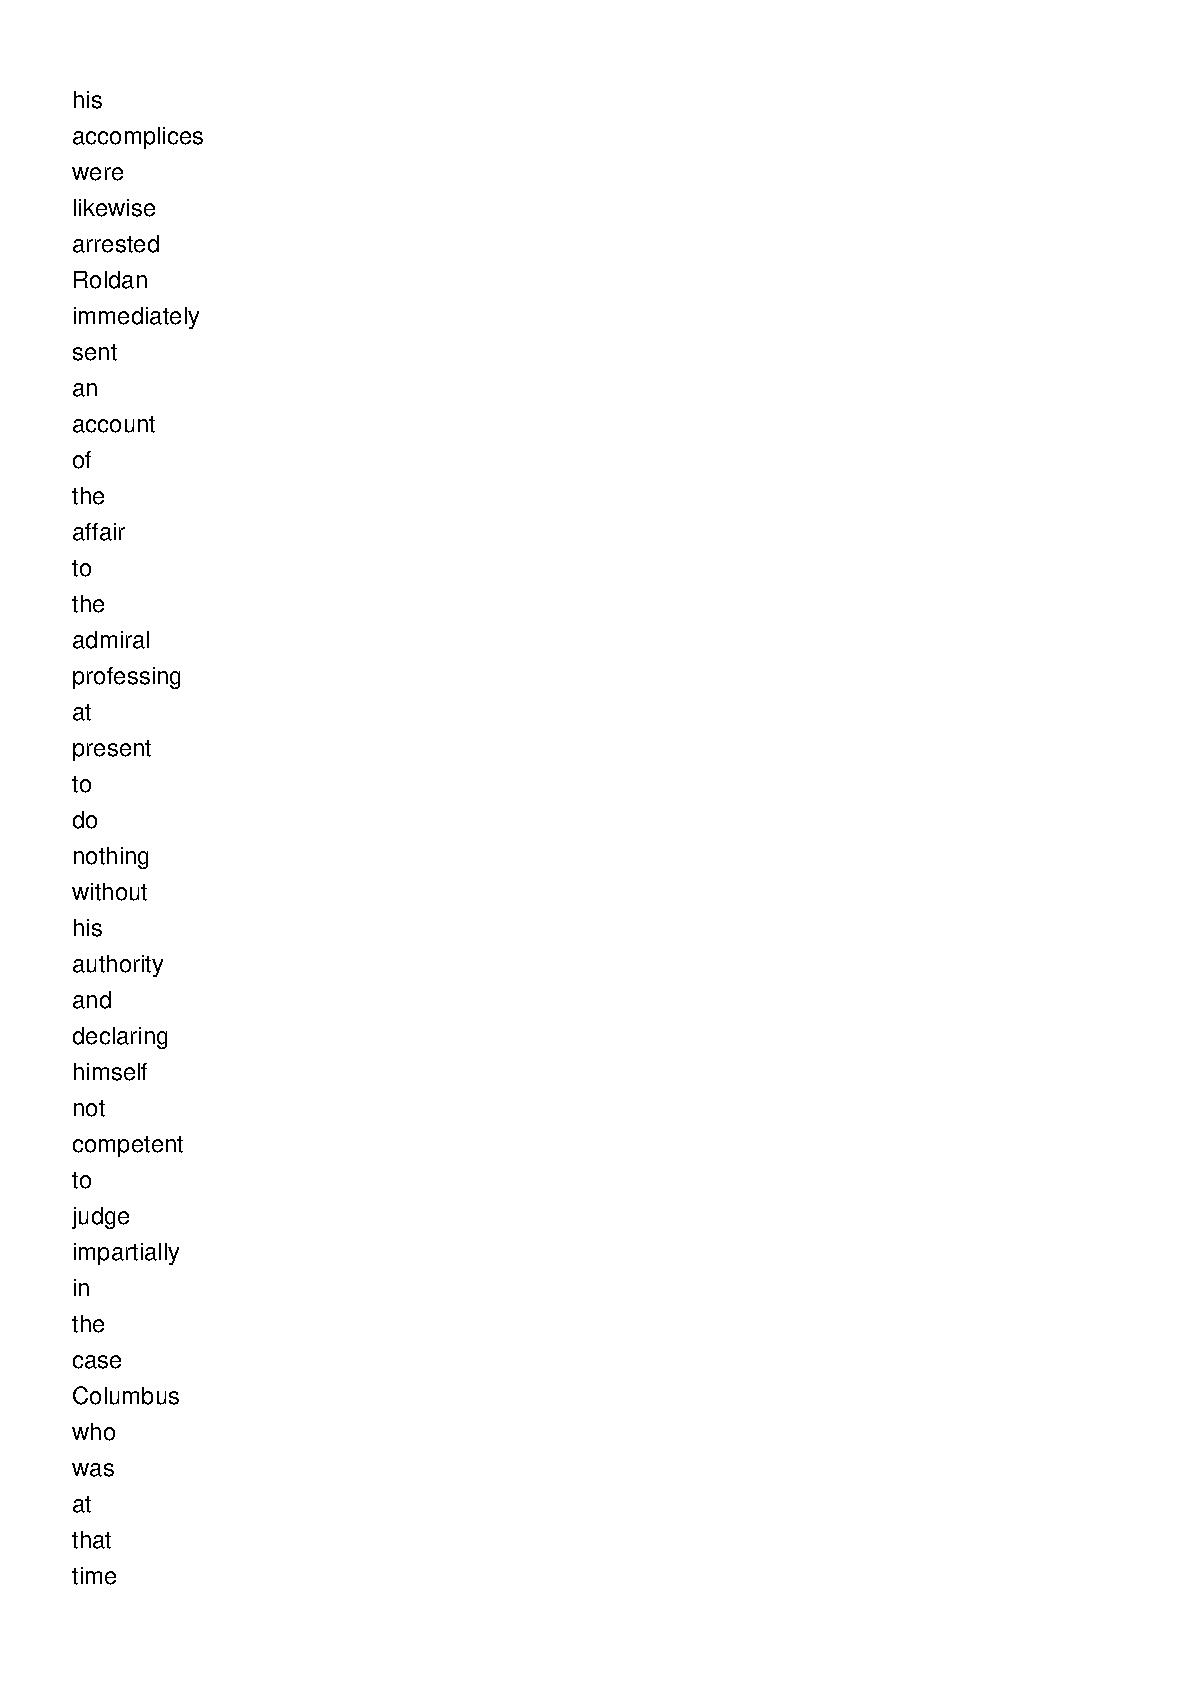 his
accomplices
were
likewise
arrested
Roldan
immediately
sent
an
account
of
the
affair
to
the
admiral
professing
at
present
to
do
nothing
without
his
authority
and
declaring
himself
not
competent
to
judge
impartially
in
the
case
Columbus
who
was
at
that
time